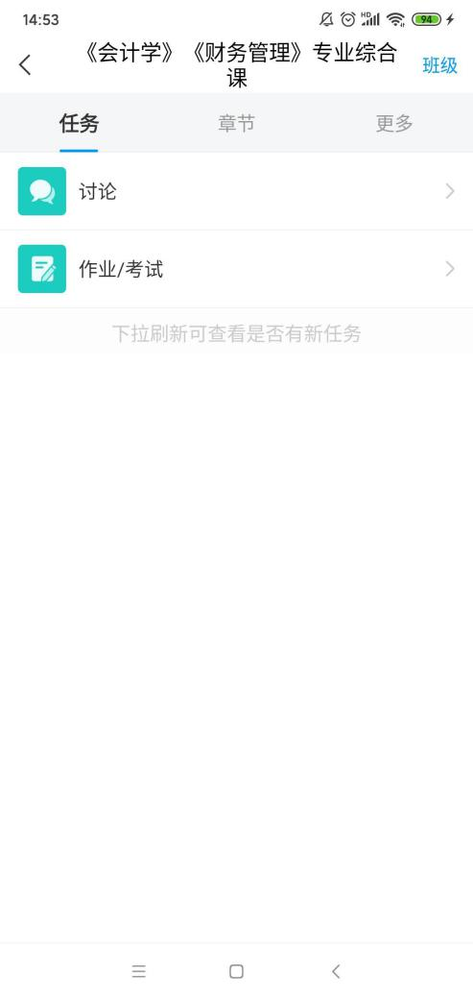 14:53
HD
94
《会计学》《财务管理》专业综合
课
班级
任务
章节
更多
讨论
作业/考试
下拉刷新可查看是否有新任务